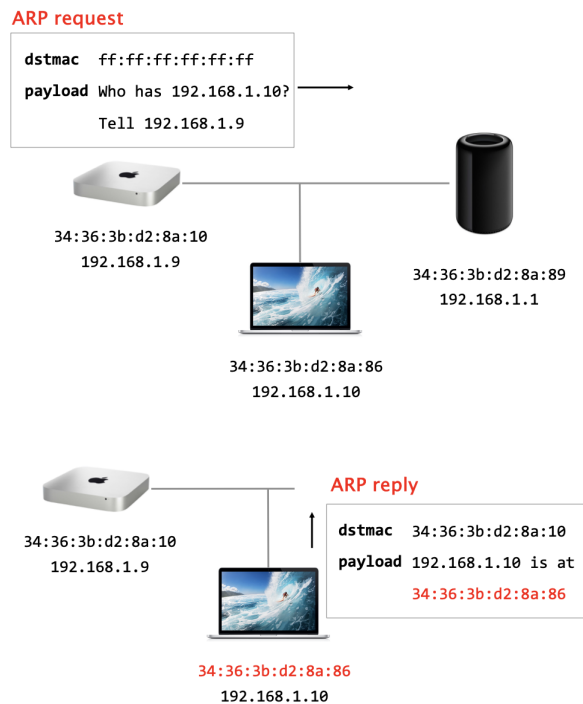 ARP request
dstmac ff:ff:ff:ff:ff:ff
payload Who has 192.168.1.10?
Tell 192.168.1.9
34:36:3b:d2:8a:10
192.168.1.9
34:36:3b:d2:8a:89
192.168.1.1
34:36:3b:d2:8a:86
192.168.1.10
ARP reply
dstmac 34:36:3b:d2:8a:10
payload 192.168.1.10 is at
34:36:3b:d2:8a:86
34:36:3b:d2:8a:10
192.168.1.9
34:36:3b:d2:8a:86
192.168.1.10